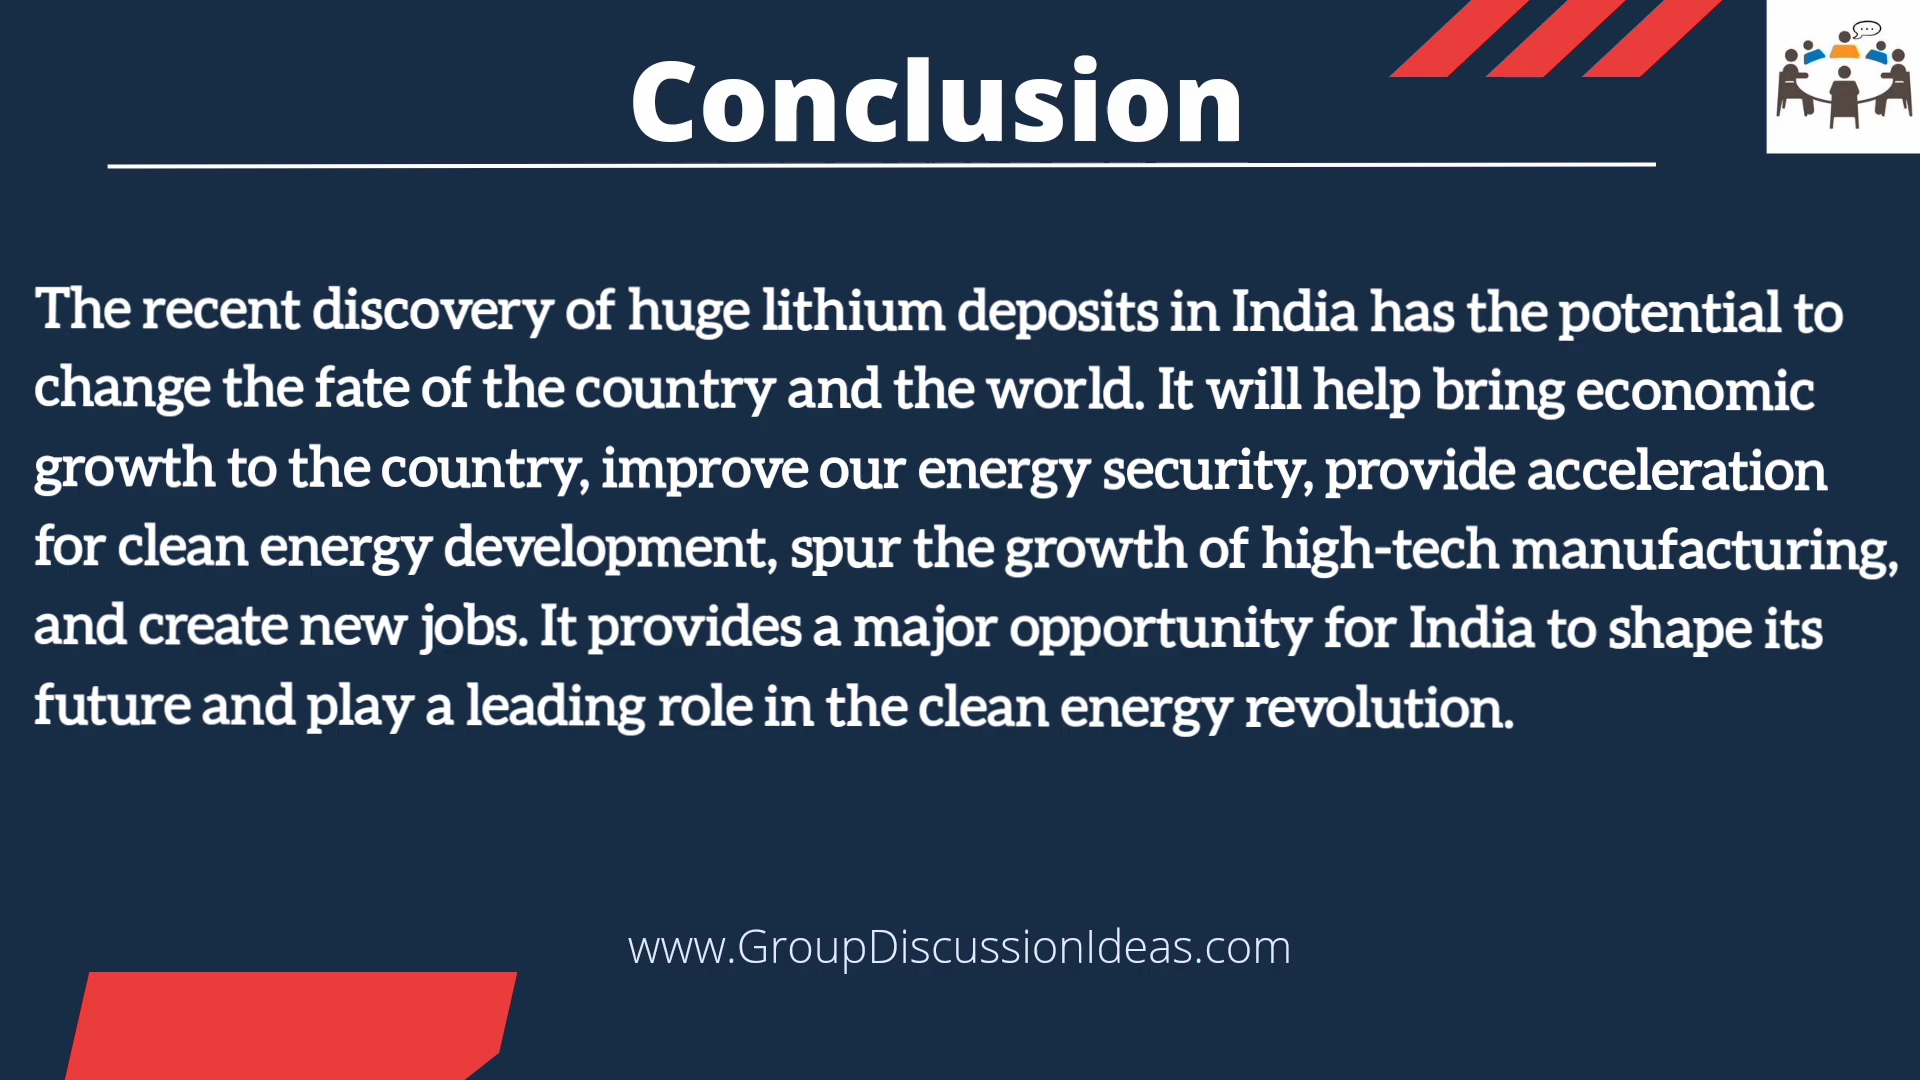 Conclusion
The recent discovery of huge lithium deposits in India has the potential to
change the fate of the country and the world. It will help bring economic
growth to the country, improve our energy security, provide acceleration
for clean energy development, spur the growth of high-tech manufacturing,
and create new jobs. It provides a major opportunity for India to shape its
future and play a leading role in the clean energy revolution.
www.GroupDiscussionIdeas.com